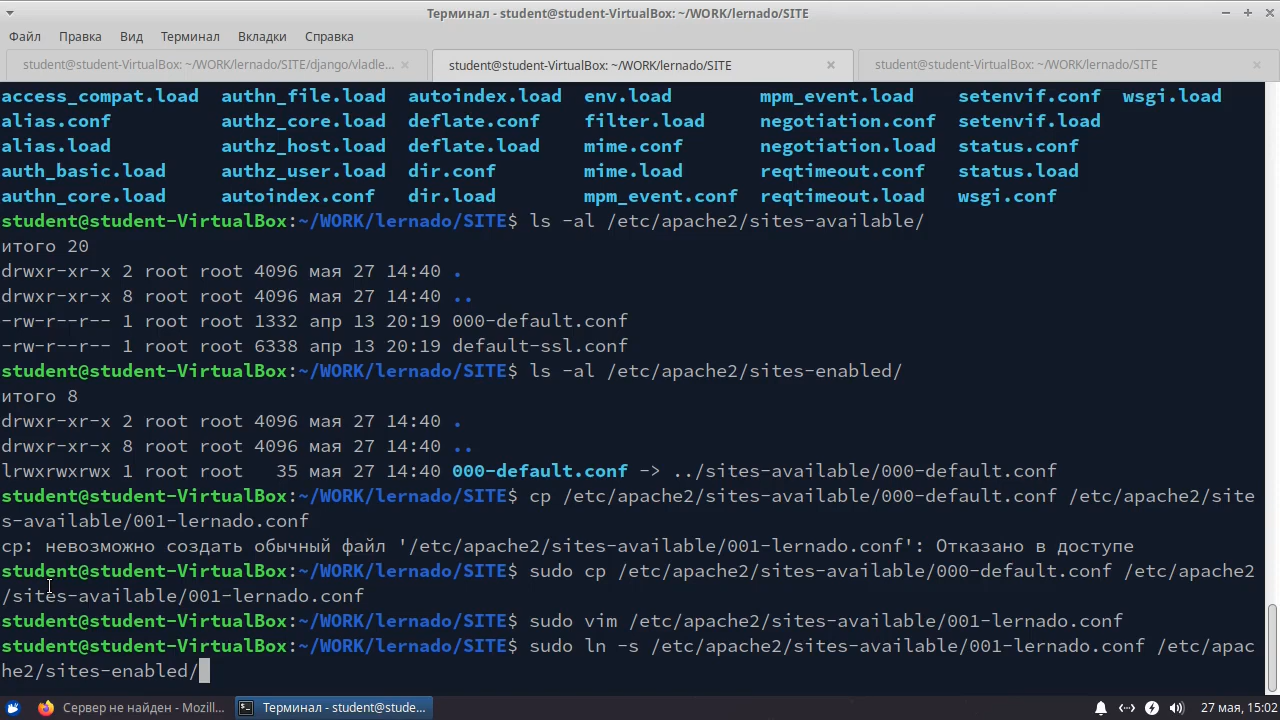 Терминал - student@student-VirtualBox: ~/WORK/lernado/SITE
Файл Правка Вид Терминал Вкладки Справка
student@student-VirtualBox: ~/WORK/lernado/SITE/django/vladle... × student@student-VirtualBox: ~/WORK/lernado/SITE × student@student-VirtualBox: ~/WORK/lernado/SITE ×
access_compat.load authn_file.load autoindex.load env.load mpm_event.load setenvif.conf wsgi.load
alias.conf authz_core.load deflate.conf filter.load negotiation.conf setenvif.load
alias.load authz_host.load deflate.load mime.conf negotiation.load status.conf
auth_basic.load authz_user.load dir.conf mime.load reqtimeout.conf status.load
authn_core.load autoindex.conf dir.load mpm_event.conf reqtimeout.load wsgi.conf
student@student-VirtualBox:~/WORK/lernado/SITE$ ls -al /etc/apache2/sites-available/
итого 20
drwxr-xr-x 2 root root 4096 мая 27 14:40 .
drwxr-xr-x 8 root root 4096 мая 27 14:40 ..
-rw-r--r-- 1 root root 1332 апр 13 20:19 000-default.conf
-rw-r--r-- 1 root root 6338 апр 13 20:19 default-ssl.conf
student@student-VirtualBox:~/WORK/lernado/SITE$ ls -al /etc/apache2/sites-enabled/
итого 8
drwxr-xr-x 2 root root 4096 мая 27 14:40 .
drwxr-xr-x 8 root root 4096 мая 27 14:40 ..
lrwxrwxrwx 1 root root   35 мая 27 14:40 000-default.conf -> ../sites-available/000-default.conf
student@student-VirtualBox:~/WORK/lernado/SITE$ cp /etc/apache2/sites-available/000-default.conf /etc/apache2/site
s-available/001-lernado.conf
cp: невозможно создать обычный файл '/etc/apache2/sites-available/001-lernado.conf': Отказано в доступе
student@student-VirtualBox:~/WORK/lernado/SITE$ sudo cp /etc/apache2/sites-available/000-default.conf /etc/apache2
/sites-available/001-lernado.conf
student@student-VirtualBox:~/WORK/lernado/SITE$ sudo vim /etc/apache2/sites-available/001-lernado.conf
student@student-VirtualBox:~/WORK/lernado/SITE$ sudo ln -s /etc/apache2/sites-available/001-lernado.conf /etc/apac
he2/sites-enabled/
Сервер не найден - Mozill... Терминал - student@stude... 27 мая, 15:02